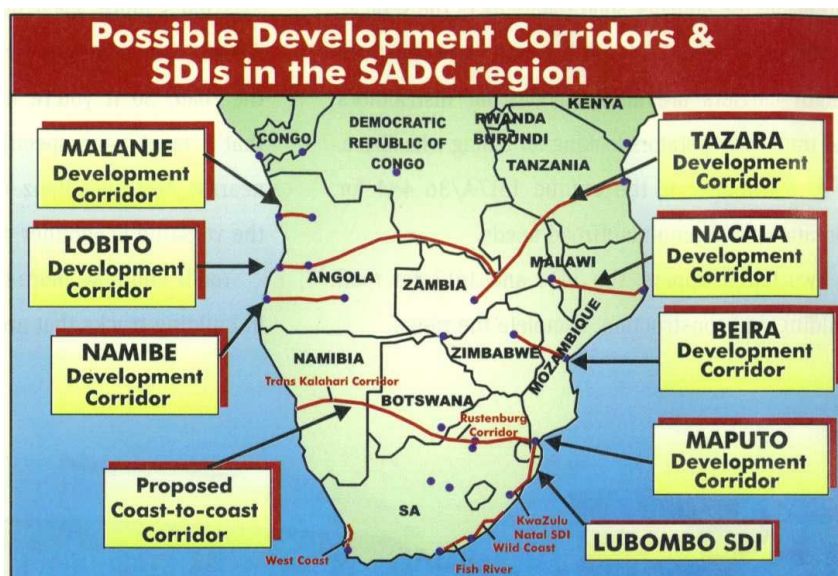 Possible Development Corridors &
SDIs in the SADC region
MALANJE
Development
Corridor
LOBITO
Development
Corridor
NAMIBE
Development
Corridor
Proposed
Coast-to-coast
Corridor
TAZARA
Development
Corridor
NACALA
Development
Corridor
BEIRA
Development
Corridor
MAPUTO
Development
Corridor
LUBOMBO SDI
KENYA
RWANDA
BURUNDI
CONGO
DEMOCRATIC
REPUBLIC OF
CONGO
TANZANIA
MALAWI
ANGOLA
ZAMBIA
MOZAMBIQUE
ZIMBABWE
NAMIBIA
Trans Kalahari Corridor
BOTSWANA
Rustenburg
Corridor
SA
KwaZulu
Natal SDI
Wild Coast
West Coast
Fish River